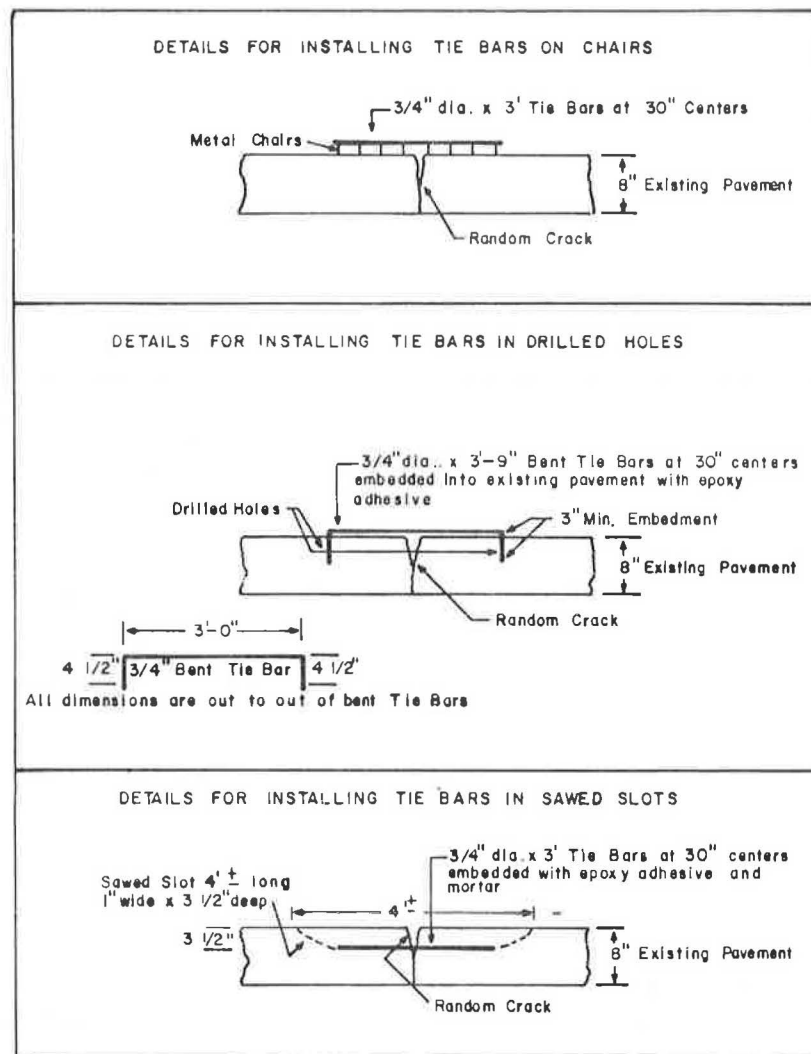 DETAILS FOR INSTALLING TIE BARS ON CHAIRS
3/4" dia. x 3' Tie Bars at 30" Centers
Metal Chairs
8" Existing Pavement
Random Crack
DETAILS FOR INSTALLING TIE BARS IN DRILLED HOLES
3/4" dia.. x 3'-9" Bent Tie Bars at 30" centers
embedded Into existing pavement with epoxy
adhesive
Drilled Holes
3" Min. Embedment
8" Existing Pavement
Random Crack
3'-0"
4 1/2" 3/4" Bent Tie Bar 4 1/2"
All dimensions are out to out of bent Tie Bars
DETAILS FOR INSTALLING TIE BARS IN SAWED SLOTS
3/4" dia. x 3' Tie Bars at 30" centers
embedded with epoxy adhesive and
mortar
Sawed Slot 4' ± long
1" wide x 3 1/2" deep
4'±
3 1/2"
8" Existing Pavement
Random Crack